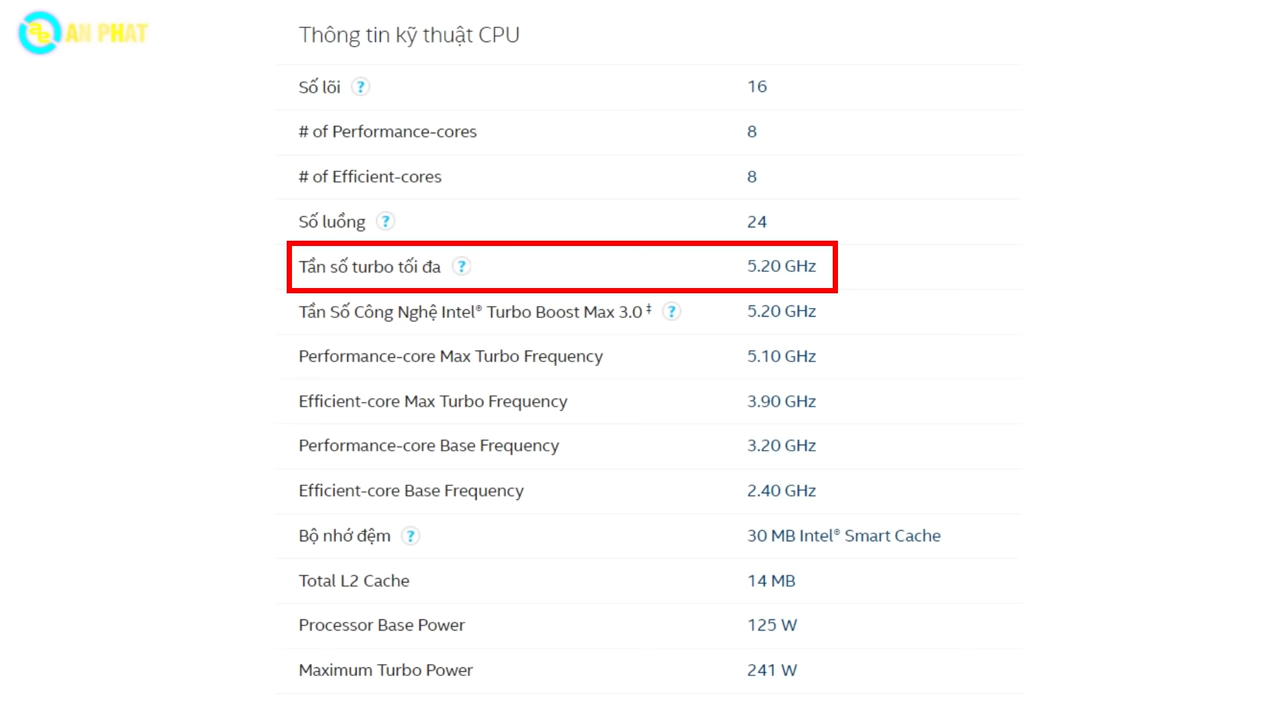 AN PHAT
Thông tin kỹ thuật CPU
Số lõi ? 16
# of Performance-cores 8
# of Efficient-cores 8
Số luồng ? 24
Tần số turbo tối đa ? 5.20 GHz
Tần Số Công Nghệ Intel® Turbo Boost Max 3.0 ‡ ? 5.20 GHz
Performance-core Max Turbo Frequency 5.10 GHz
Efficient-core Max Turbo Frequency 3.90 GHz
Performance-core Base Frequency 3.20 GHz
Efficient-core Base Frequency 2.40 GHz
Bộ nhớ đệm ? 30 MB Intel® Smart Cache
Total L2 Cache 14 MB
Processor Base Power 125 W
Maximum Turbo Power 241 W